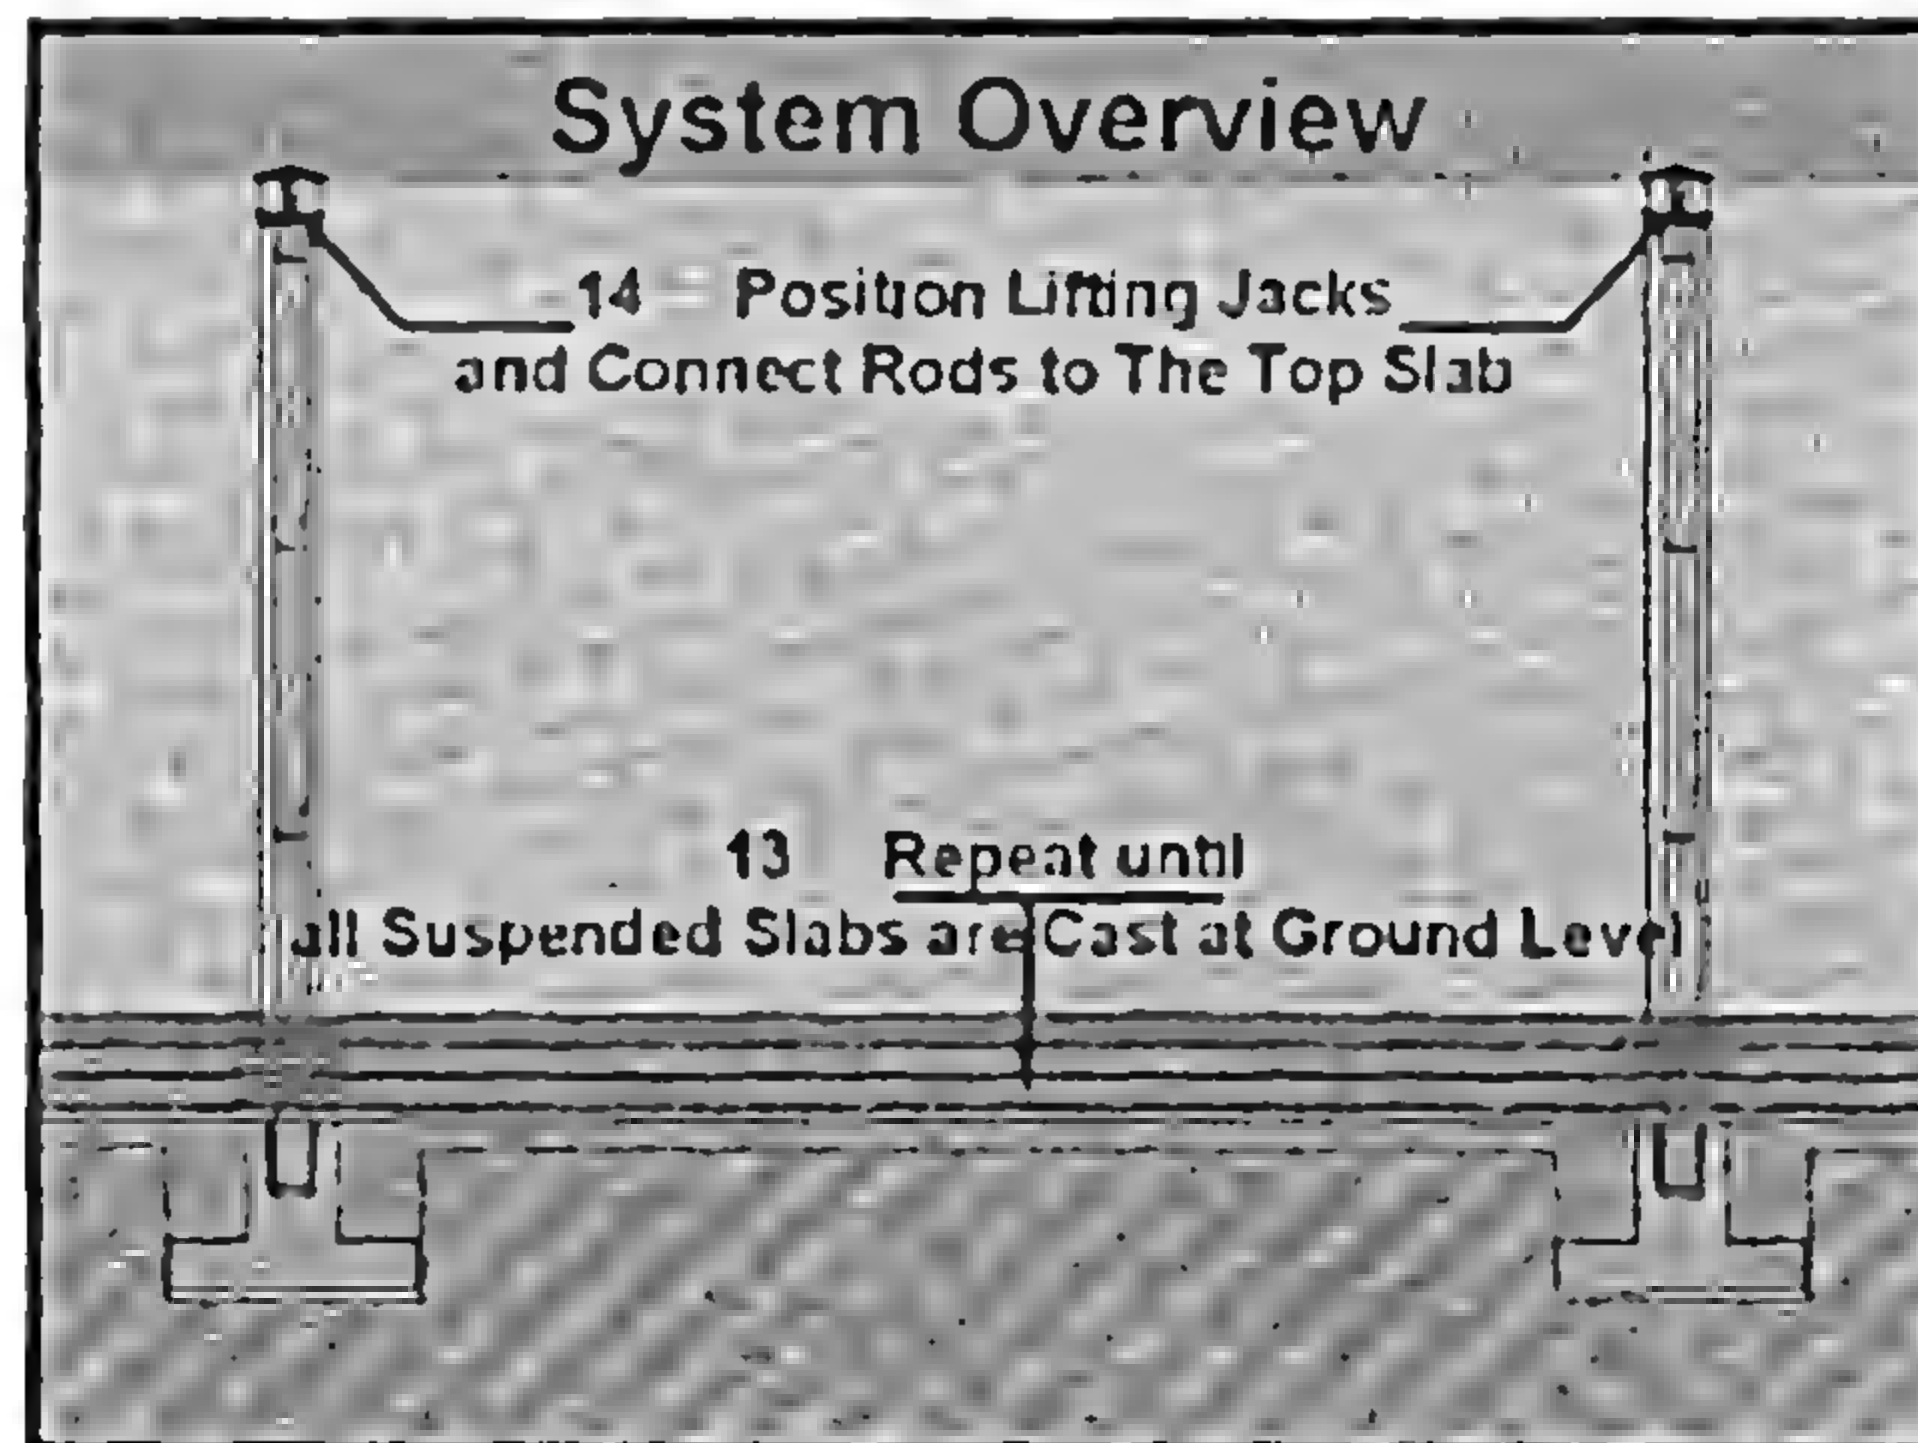 System Overview
14 Position Lifting Jacks
and Connect Rods to The Top Slab
13 Repeat until
all Suspended Slabs are Cast at Ground Level